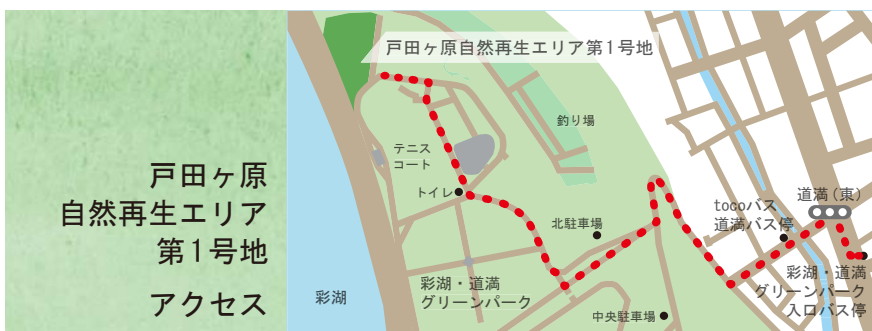 戸田ヶ原
自然再生エリア
第1号地
アクセス
戸田ヶ原自然再生エリア第1号地
釣り場
テニス
コート
トイレ
北駐車場
tocoバス
道満バス停
道満(東)
彩湖・道満
グリーンパーク
彩湖・道満
グリーンパーク
入口バス停
彩湖
中央駐車場